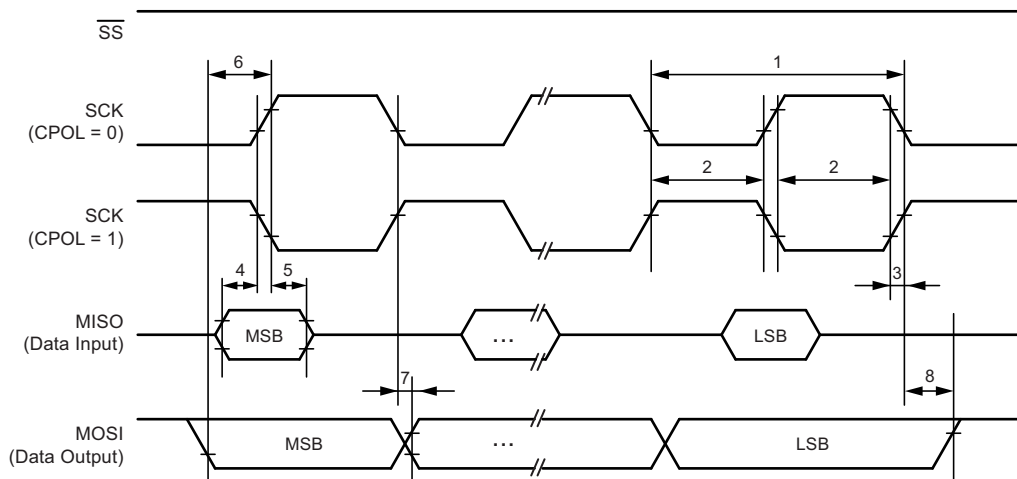 SS
6
1
SCK
(CPOL = 0)
2
2
SCK
(CPOL = 1)
4
5
3
MISO
(Data Input)
MSB
...
LSB
7
8
MOSI
(Data Output)
MSB
...
LSB